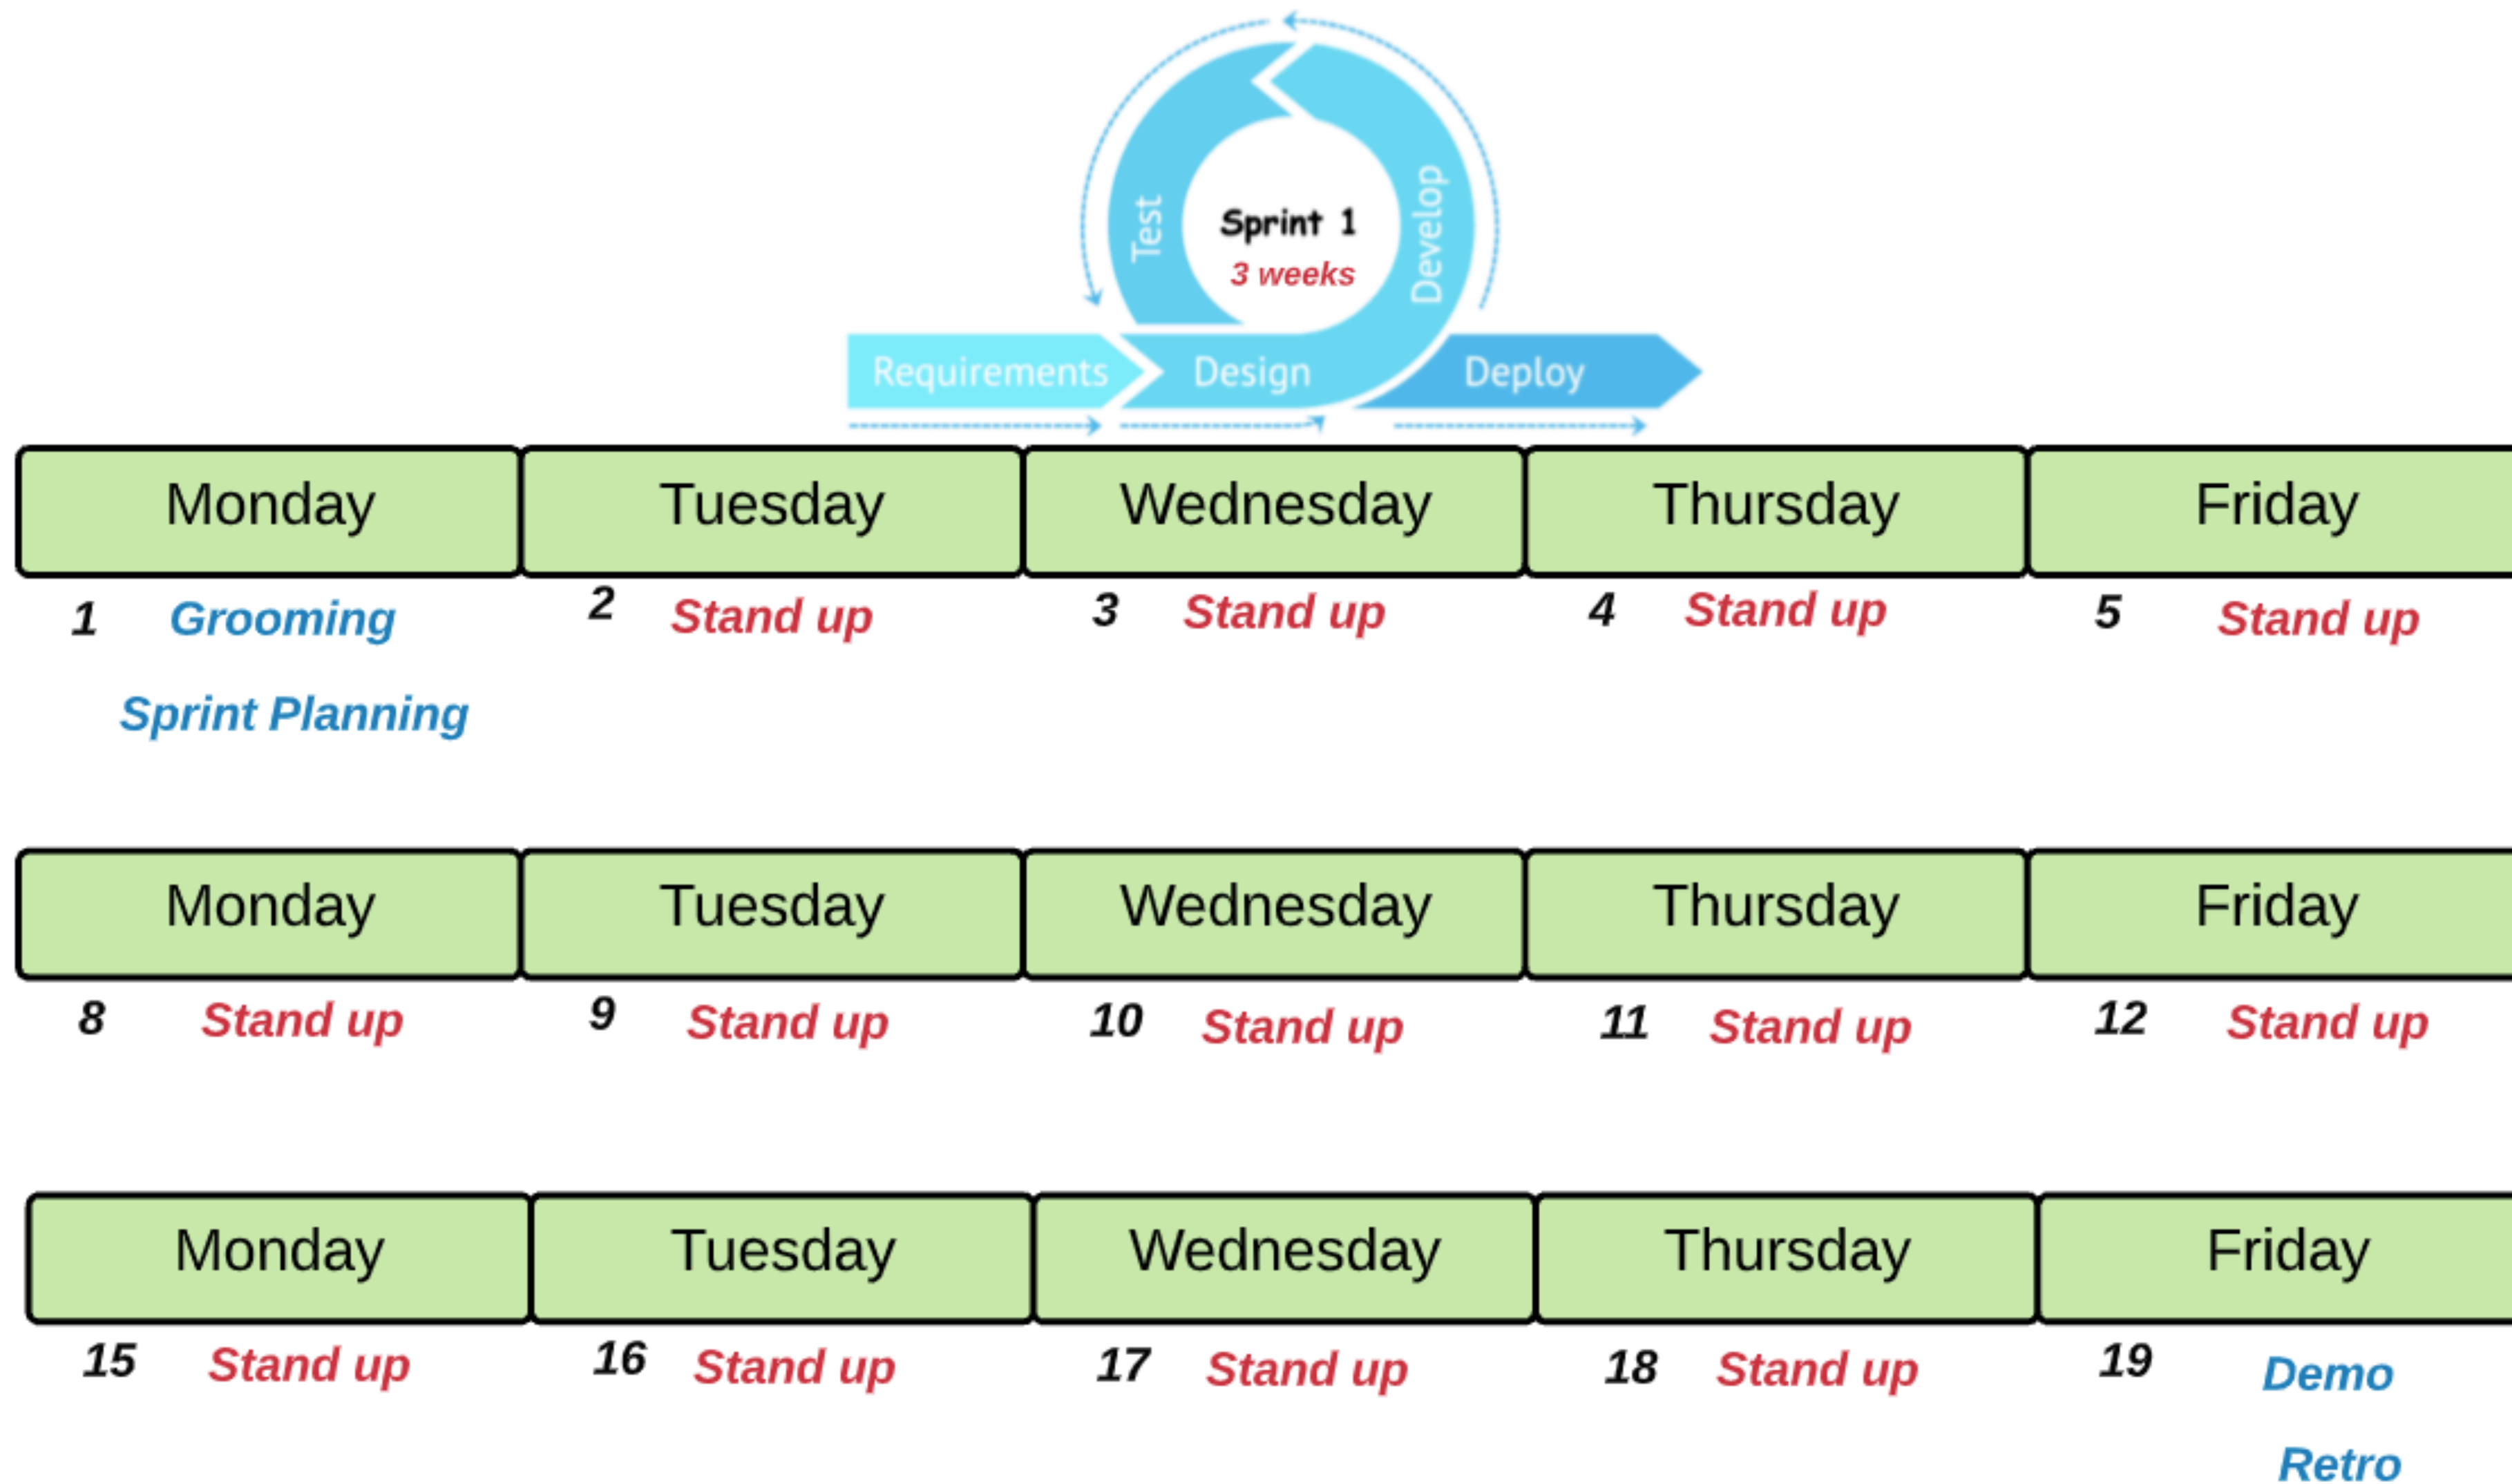 Test
Sprint 1
3 weeks
Develop
Requirements Design Deploy
Monday Tuesday Wednesday Thursday Friday
1 Grooming 2 Stand up 3 Stand up 4 Stand up 5 Stand up
Sprint Planning
Monday Tuesday Wednesday Thursday Friday
8 Stand up 9 Stand up 10 Stand up 11 Stand up 12 Stand up
Monday Tuesday Wednesday Thursday Friday
15 Stand up 16 Stand up 17 Stand up 18 Stand up 19 Demo
Retro